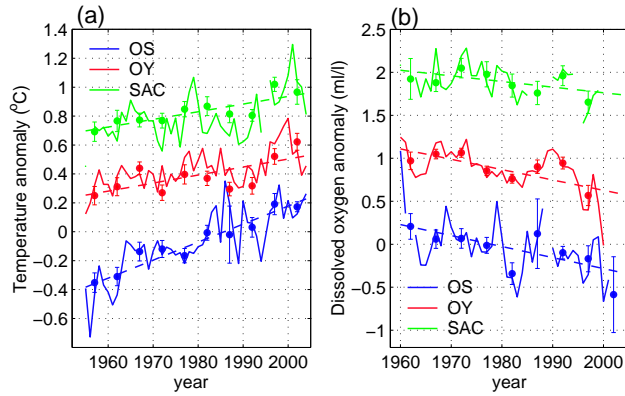 (a)
Temperature anomaly (°C)
1.4
1.2
1
0.8
0.6
0.4
0.2
0
−0.2
−0.4
−0.6
OS
OY
SAC
1960
1970
1980
1990
2000
year
(b)
Dissolved oxygen anomaly (ml/l)
2.5
2
1.5
1
0.5
0
−0.5
−1
OS
OY
SAC
1960
1970
1980
1990
2000
year